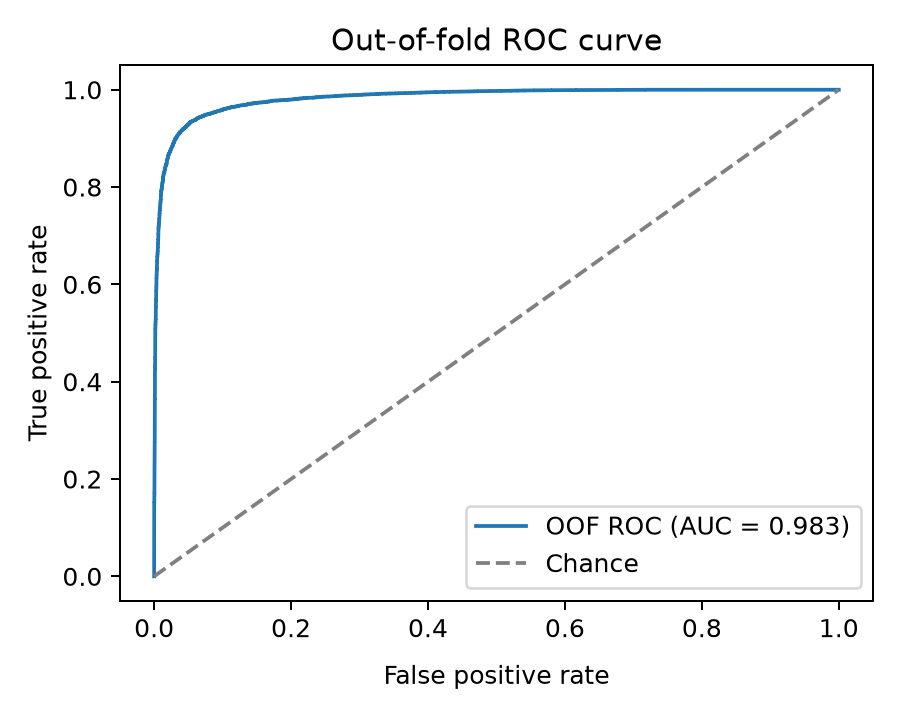 Out-of-fold ROC curve
1.0
0.8
0.6
0.4
0.2
0.0
True positive rate
OOF ROC (AUC = 0.983)
Chance
0.0 0.2 0.4 0.6 0.8 1.0
False positive rate